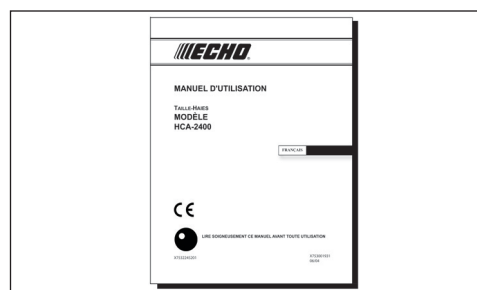 ECHO
MANUEL D'UTILISATION
TAILLE-HAIES
MODÈLE
HCA-2400
FRANÇAIS
CE
LIRE SOIGNEUSEMENT CE MANUEL AVANT TOUTE UTILISATION